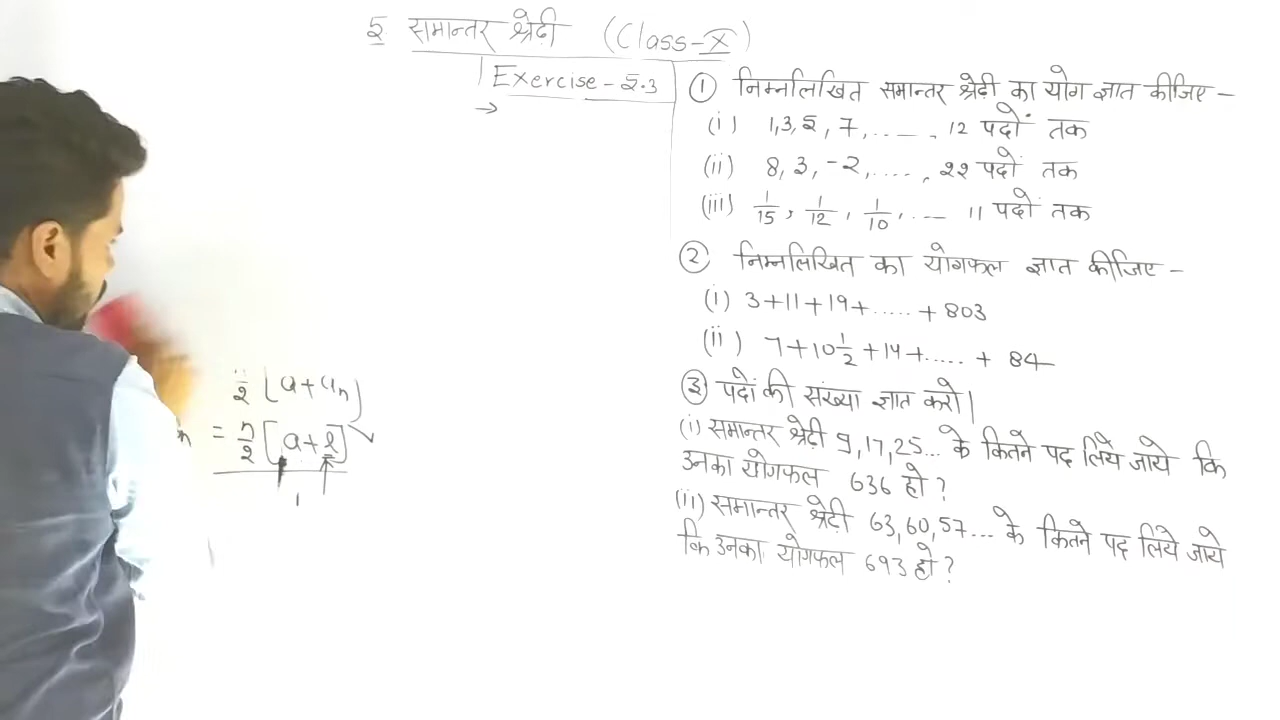 5 समान्तर श्रेढ़ी (Class-X)
Exercise-5.3
→
① निम्नलिखित समान्तर श्रेढ़ी का योग ज्ञात कीजिए -
(i) 1,3,5,7,....., 12 पदों तक
(ii) 8,3,-2,....., 22 पदों तक
(iii) 1/15, 1/12, 1/10, .... 11 पदों तक
② निम्नलिखित का योगफल ज्ञात कीजिए -
(i) 3+11+19+.....+803
(ii) 7+10 1/2+14+.....+ 84
③ पदों की संख्या ज्ञात करो।
(i) समान्तर श्रेढ़ी 9,17,25... के कितने पद लिये जाये कि
उनका योगफल 636 हो?
(ii) समान्तर श्रेढ़ी 63,60,57... के कितने पद लिये जाये
कि उनका योगफल 693 हो?
n/2 [a+an]
n = n/2 [a+l]